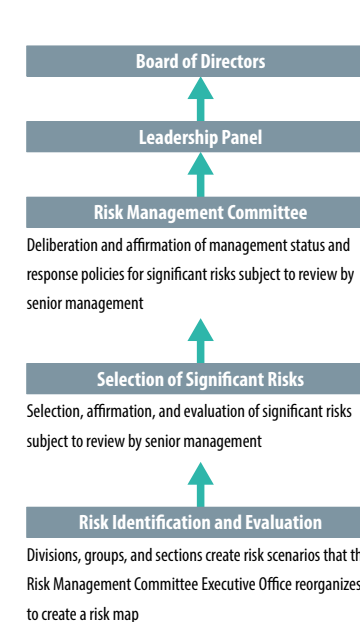 Board of Directors
Leadership Panel
Risk Management Committee
Deliberation and affirmation of management status and
response policies for significant risks subject to review by
senior management
Selection of Significant Risks
Selection, affirmation, and evaluation of significant risks
subject to review by senior management
Risk Identification and Evaluation
Divisions, groups, and sections create risk scenarios that
Risk Management Committee Executive Office reorganizes
to create a risk map